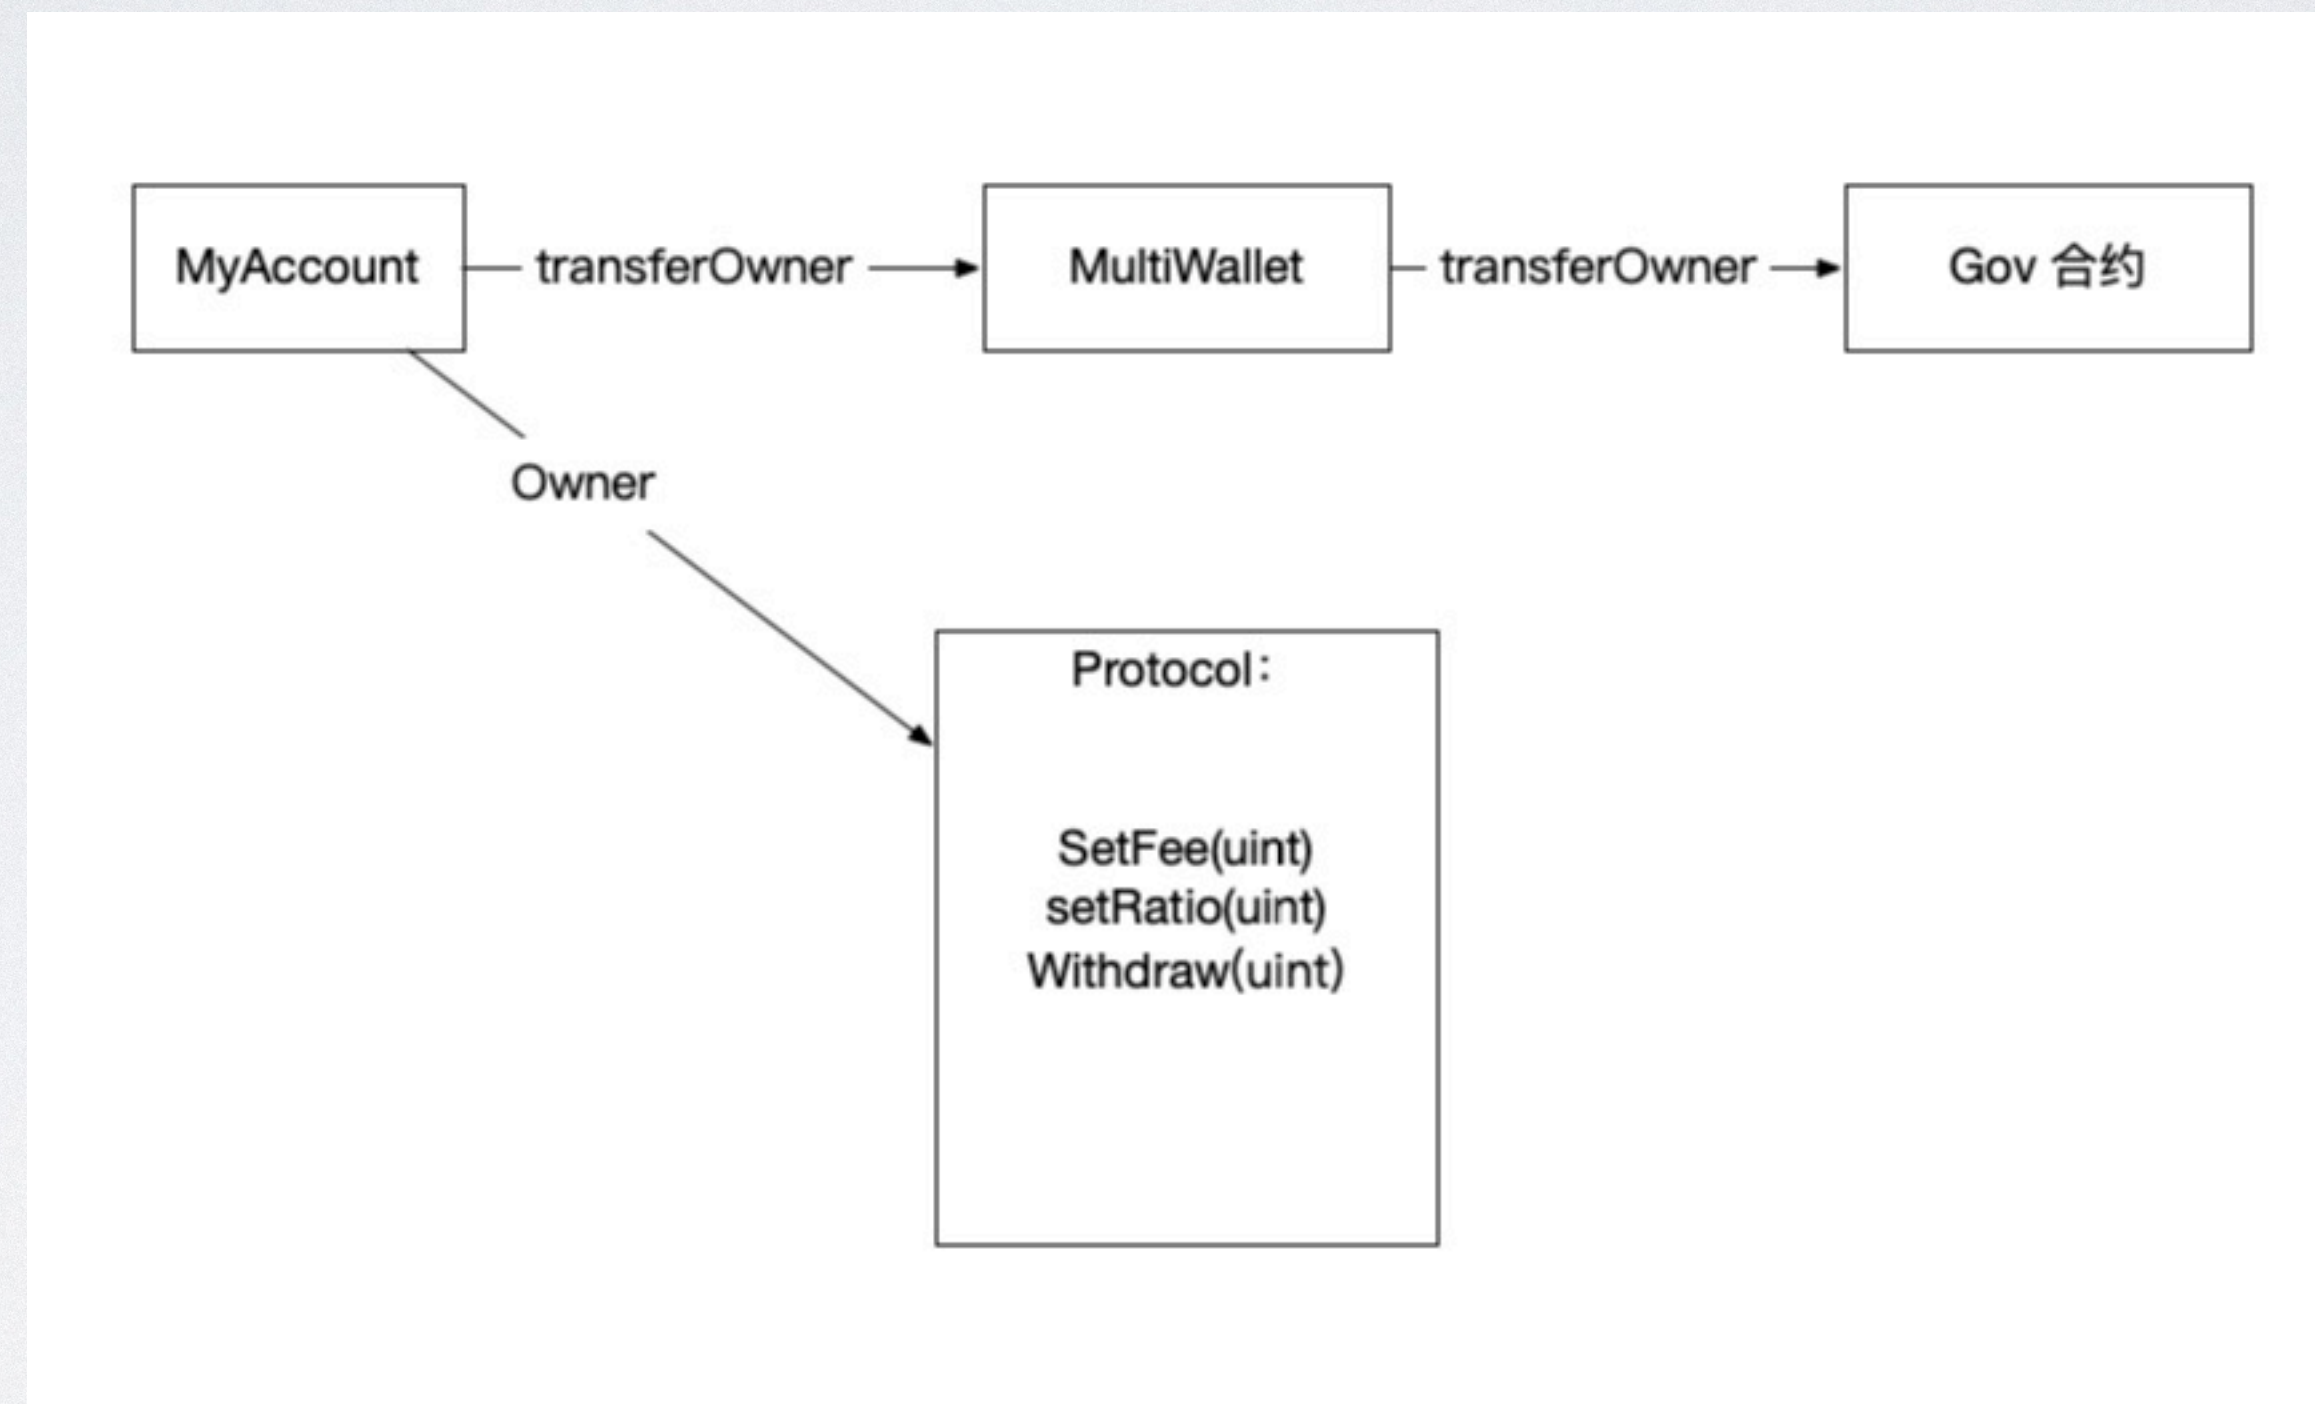 MyAccount
transferOwner
MultiWallet
transferOwner
Gov 合约
Owner
Protocol：
SetFee(uint)
setRatio(uint)
Withdraw(uint)